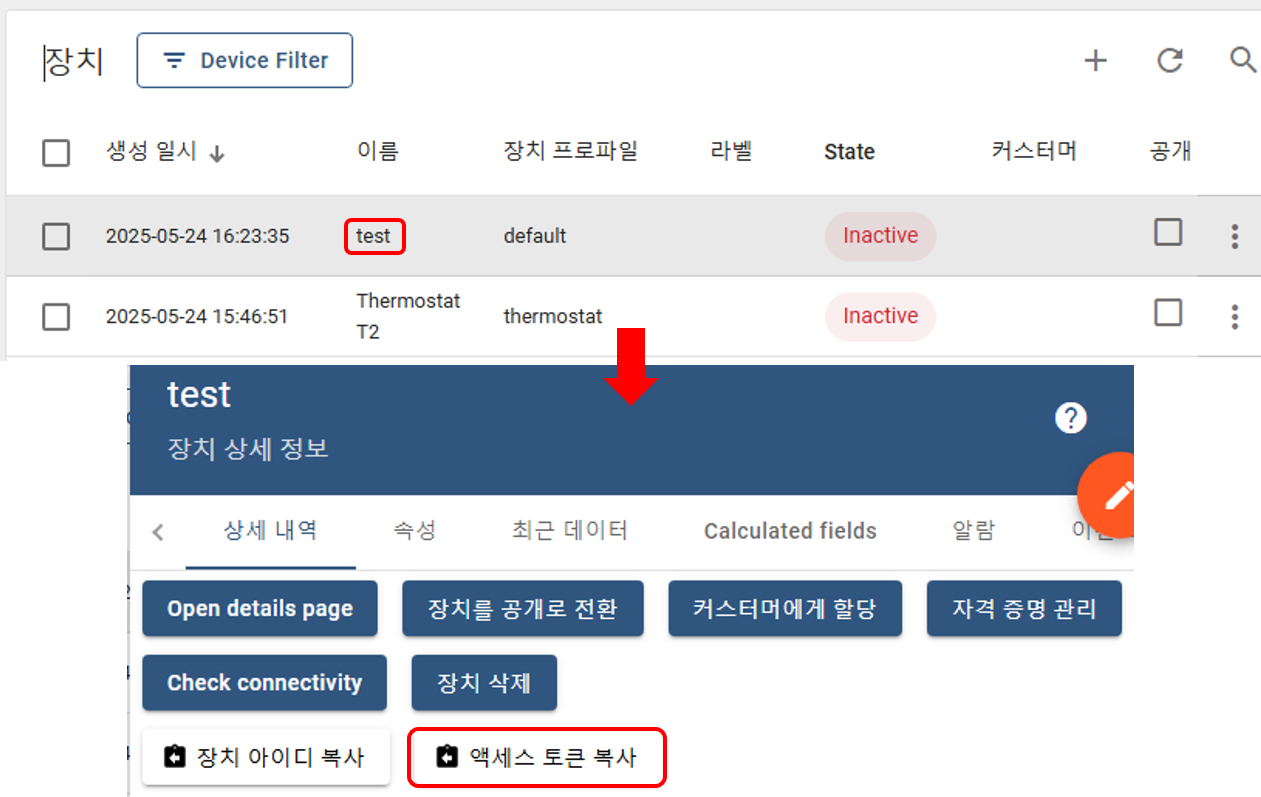 장치 Device Filter
생성 일시 이름 장치 프로파일 라벨 State 커스터머 공개
2025-05-24 16:23:35 test default Inactive
2025-05-24 15:46:51 Thermostat T2 thermostat Inactive
test
장치 상세 정보
상세 내역 속성 최근 데이터 Calculated fields 알람
Open details page 장치를 공개로 전환 커스터머에게 할당 자격 증명 관리
Check connectivity 장치 삭제
장치 아이디 복사 액세스 토큰 복사